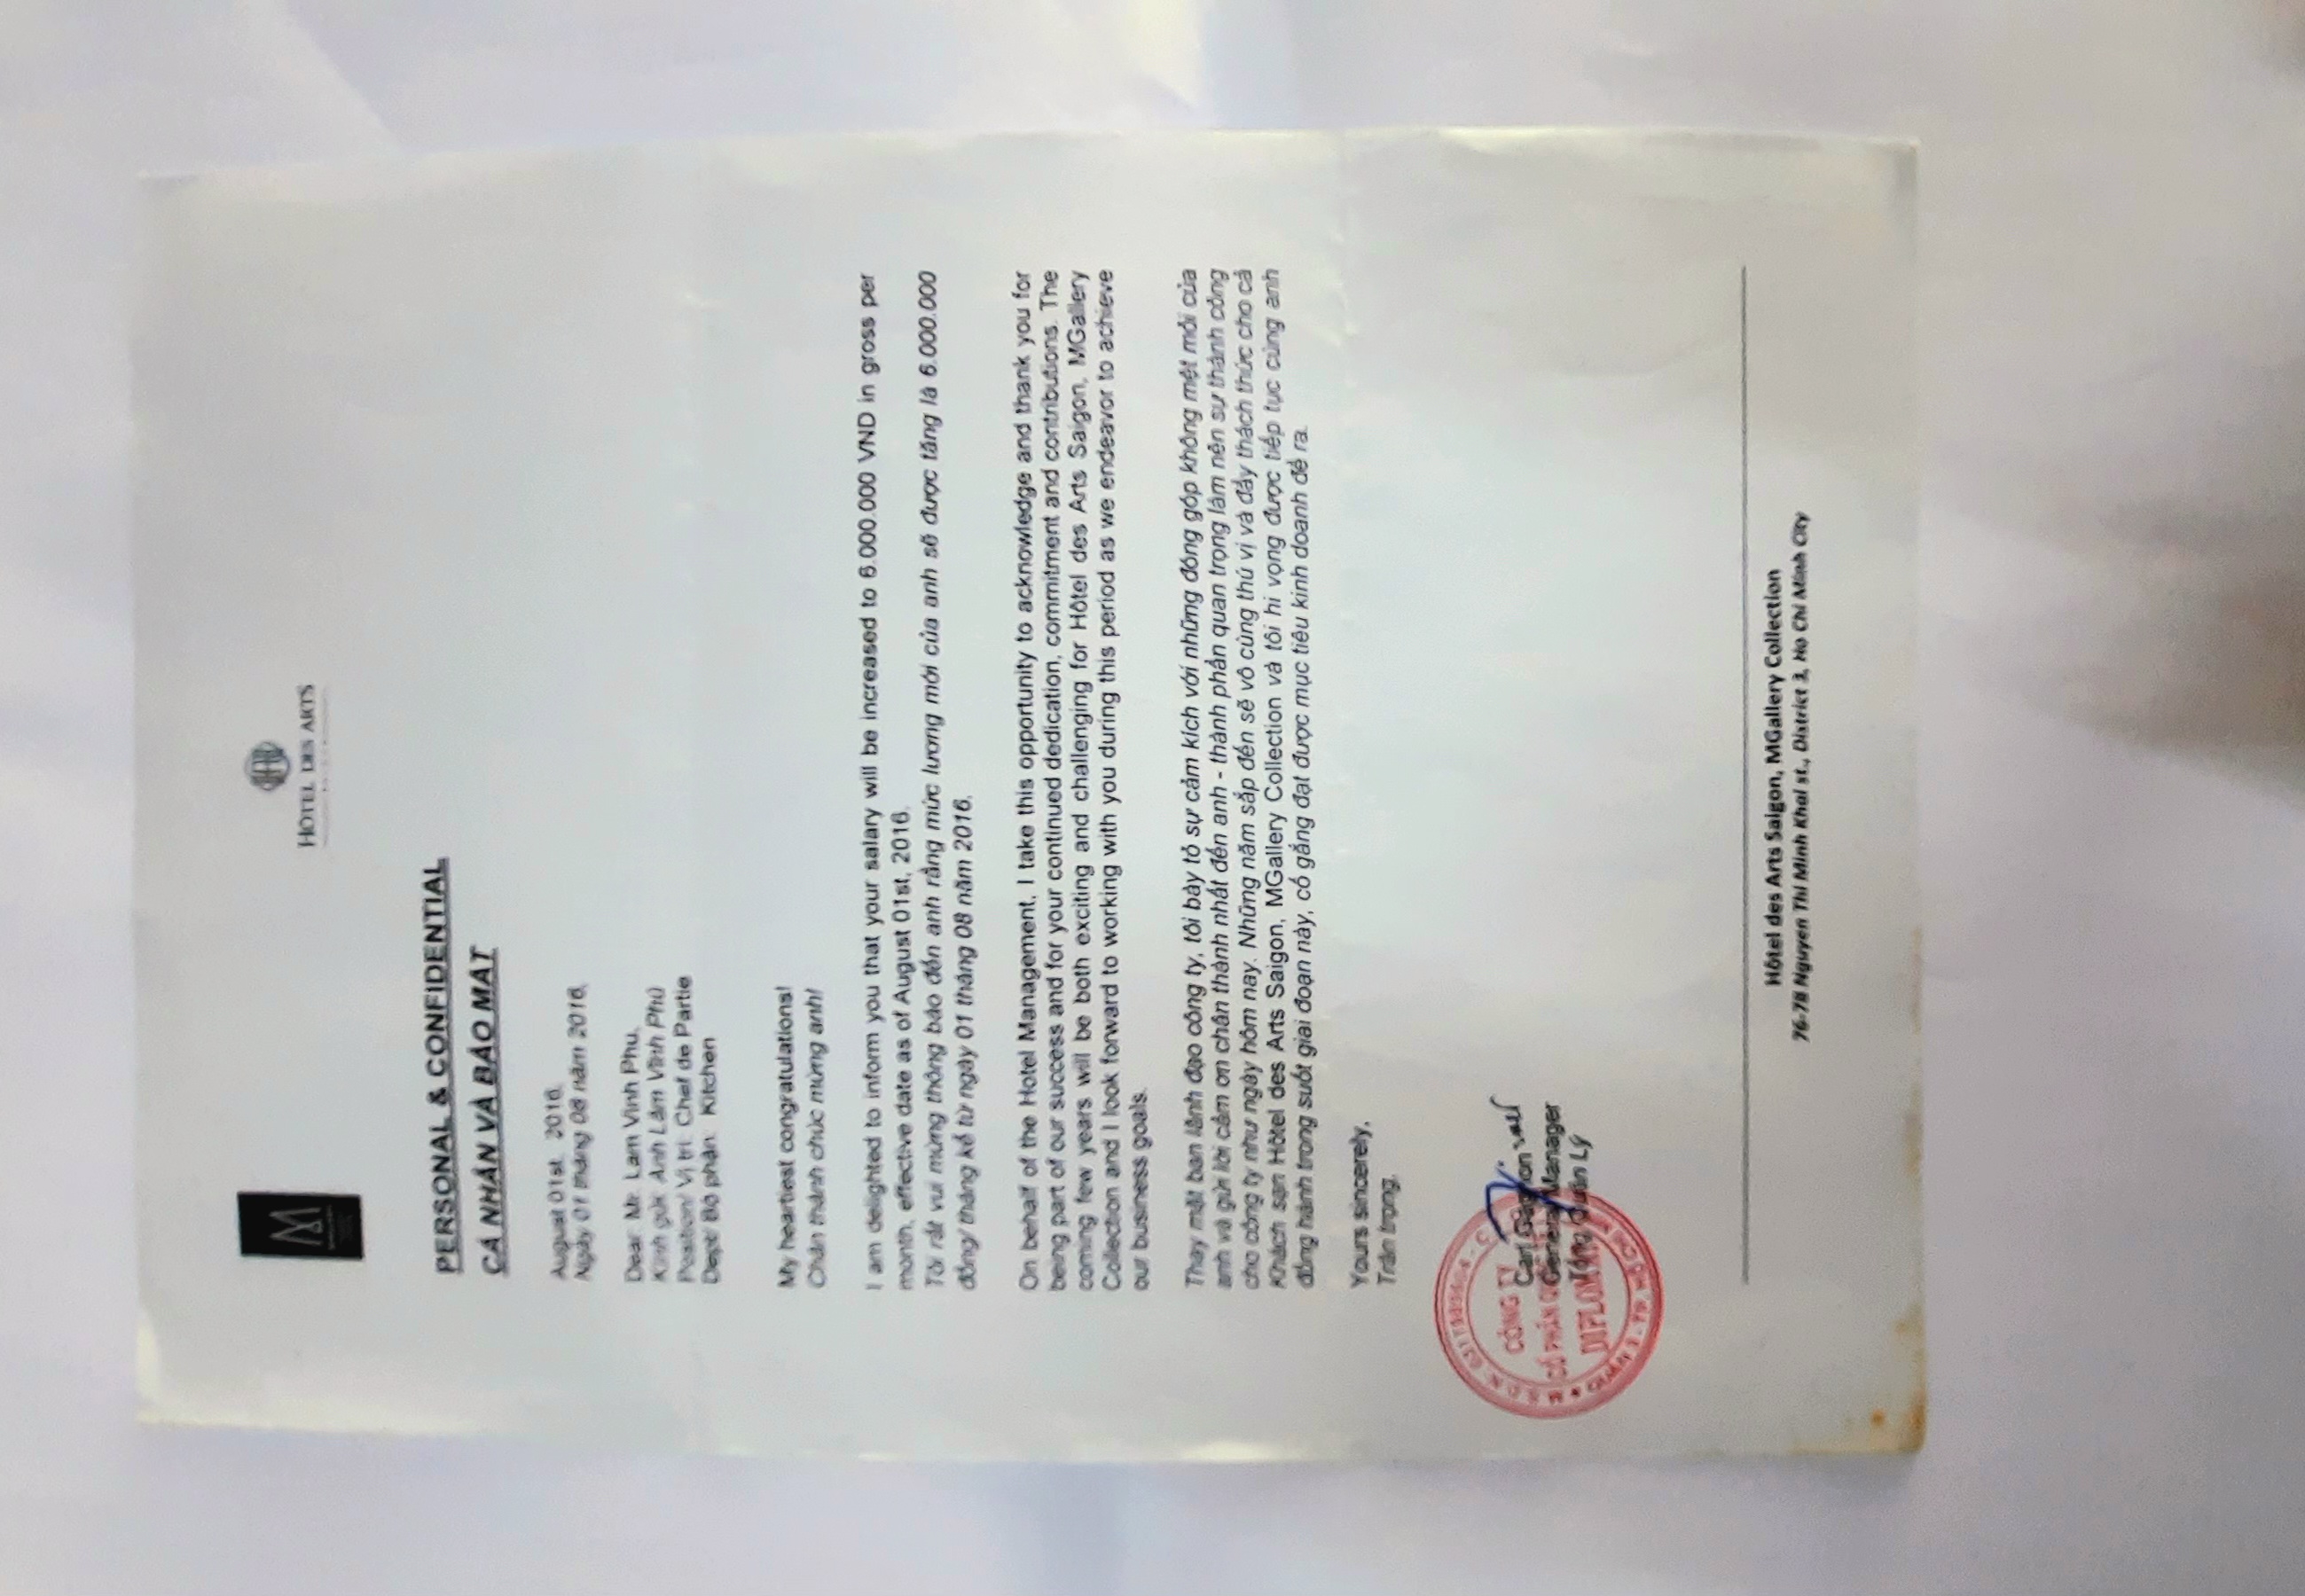 HOTEL DES ARTS
PERSONAL & CONFIDENTIAL
CÁ NHÂN VÀ BẢO MẬT
August 01st, 2016.
Ngày 01 tháng 08 năm 2016.
Dear: Mr. Lam Vinh Phu,
Kính gửi: Anh Lâm Vĩnh Phú
Position/ Vị trí: Chef de Partie
Dept/ Bộ phận: Kitchen
My heartiest congratulations!
Chân thành chúc mừng anh!
I am delighted to inform you that your salary will be increased to 6.000.000 VND in gross per
month, effective date as of August 01st, 2016.
Tôi rất vui mừng thông báo đến anh rằng mức lương mới của anh sẽ được tăng là 6.000.000
đồng/ tháng kể từ ngày 01 tháng 08 năm 2016.
On behalf of the Hotel Management, I take this opportunity to acknowledge and thank you for
being part of our success and for your continued dedication, commitment and contributions. The
coming few years will be both exciting and challenging for Hôtel des Arts Saigon, MGallery
Collection and I look forward to working with you during this period as we endeavor to achieve
our business goals.
Thay mặt ban lãnh đạo công ty, tôi bày tỏ sự cảm kích với những đóng góp không mệt mỏi của
anh và gửi lời cảm ơn chân thành nhất đến anh - thành phần quan trọng làm nên sự thành công
cho công ty như ngày hôm nay. Những năm sắp đến sẽ vô cùng thú vị và đầy thách thức cho cả
Khách sạn Hôtel des Arts Saigon, MGallery Collection và tôi hi vọng được tiếp tục cùng anh
đồng hành trong suốt giai đoạn này, cố gắng đạt được mục tiêu kinh doanh đề ra.
Yours sincerely,
Trân trọng,
Carl
General Manager
Tổng Quản Lý
CÔNG TY
CỔ PHẦN
DIPLOMAT
Hôtel des Arts Saigon, MGallery Collection
76-78 Nguyen Thi Minh Khai st., District 3, Ho Chi Minh City